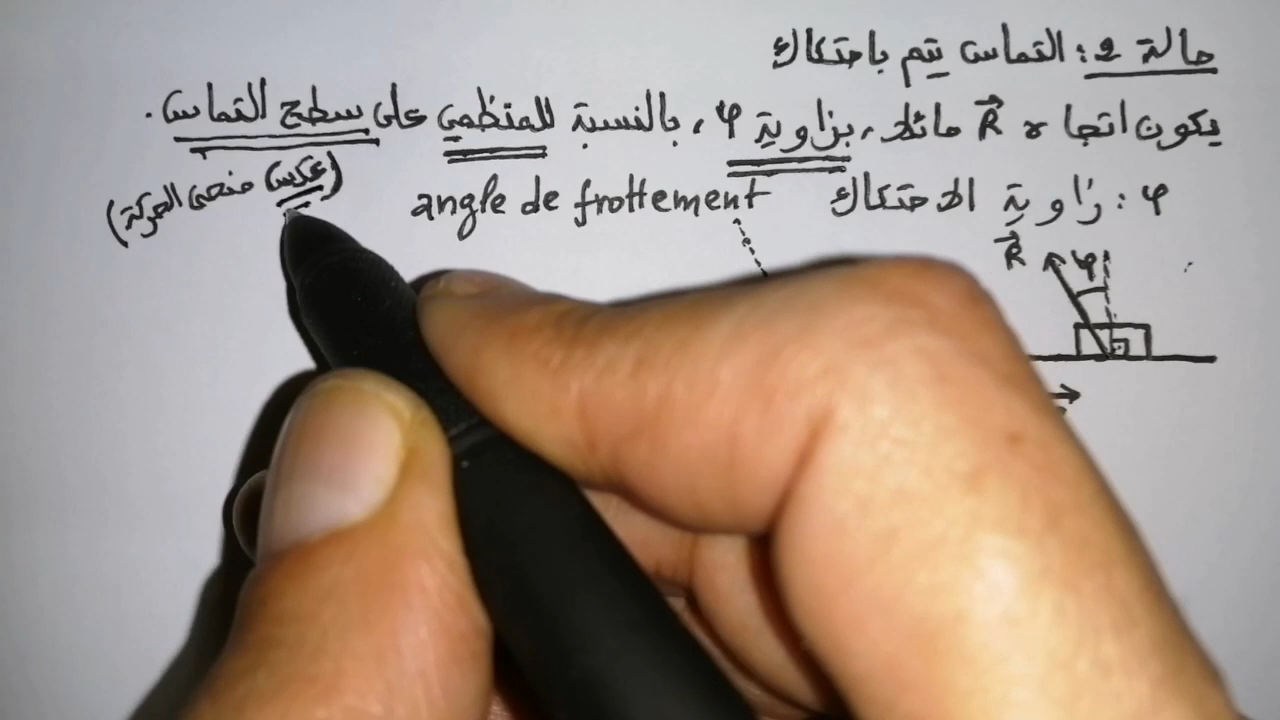 حالة 2: التماس يتم باحتكاك
يكون اتجاه R⃗ مائلا، بزاوية φ، بالنسبة للمنظمي على سطح التماس.
(عكس منحى الحركة)
φ: زاوية الاحتكاك angle de frottement
R⃗ φ